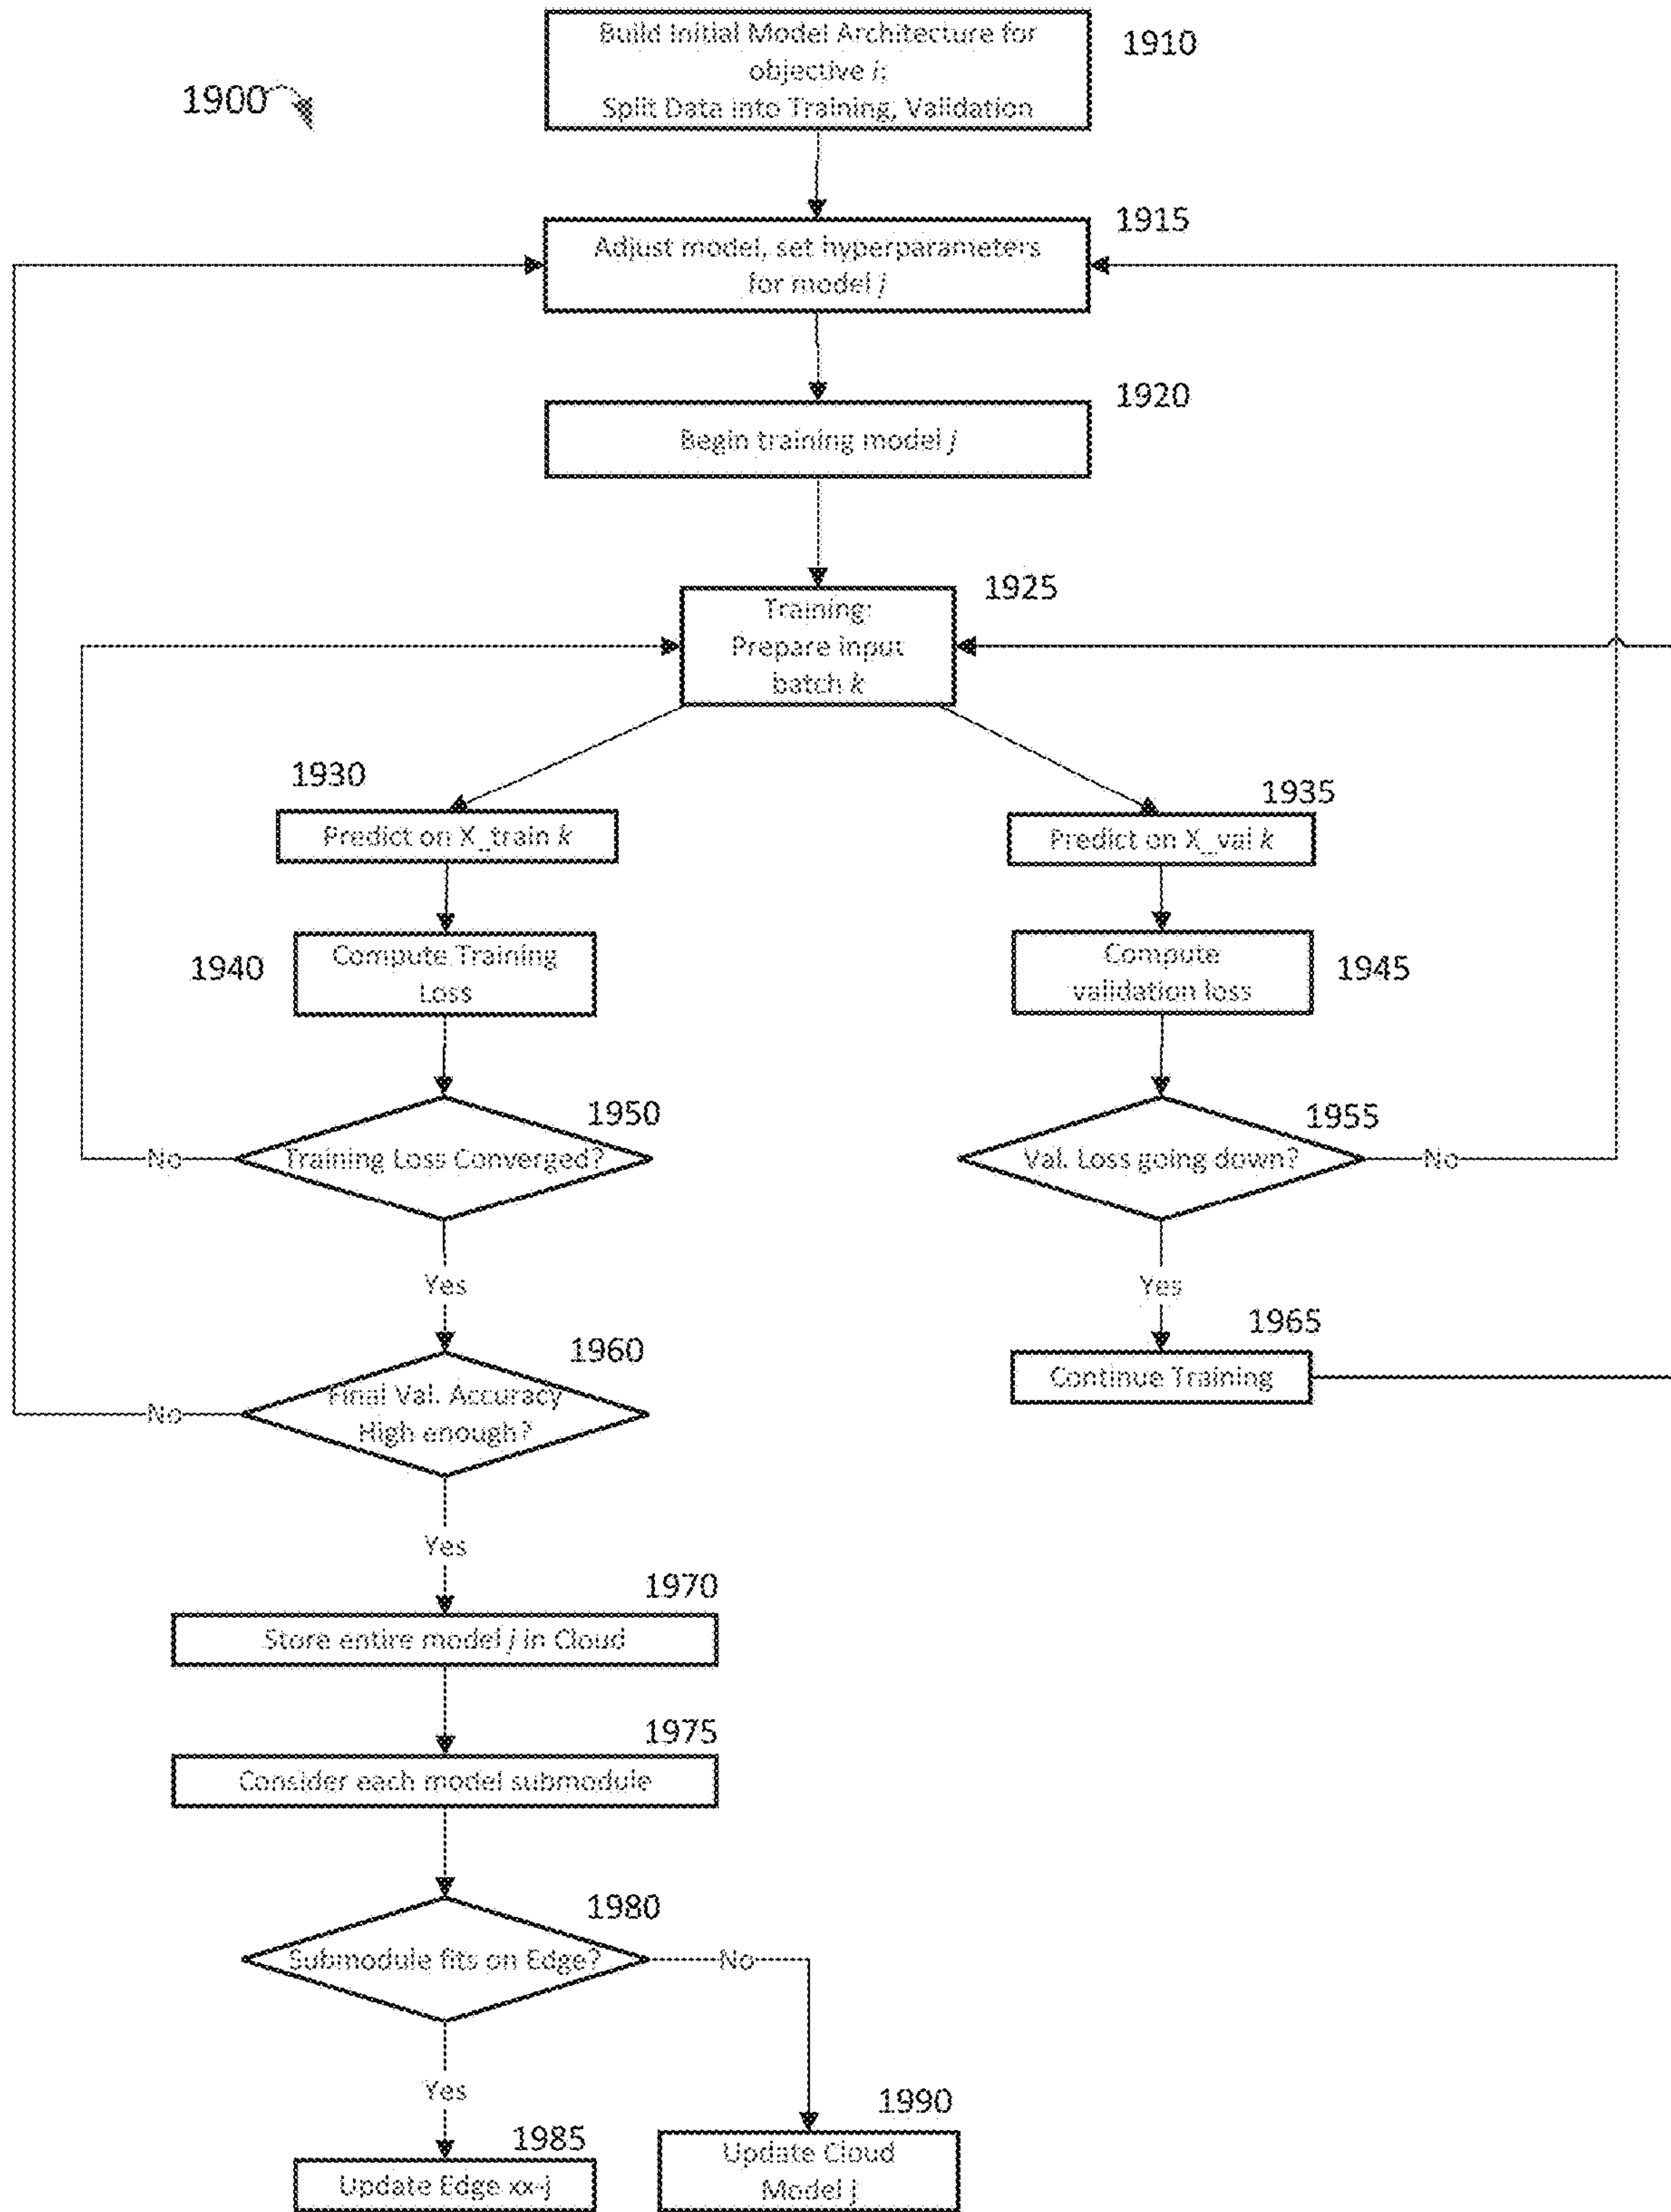 Build Initial Model Architecture for
objective i;
Split Data into Training, Validation
1910
1900
1915
Adjust model, set hyperparameters
for model j
1920
Begin training model j
1925
Training:
Prepare input
batch k
1930
1935
Predict on X_train k
Predict on X_val k
1940
Compute Training
Loss
Compute
validation loss
1945
1950
1955
No
Training Loss Converged?
Val. Loss going down?
No
Yes
Yes
1960
1965
No
Final Val. Accuracy
High enough?
Continue Training
Yes
1970
Store entire model j in Cloud
1975
Consider each model submodule
1980
Submodule fits on Edge?
No
Yes
1990
1985
Update Cloud
Model j
Update Edge xx-j